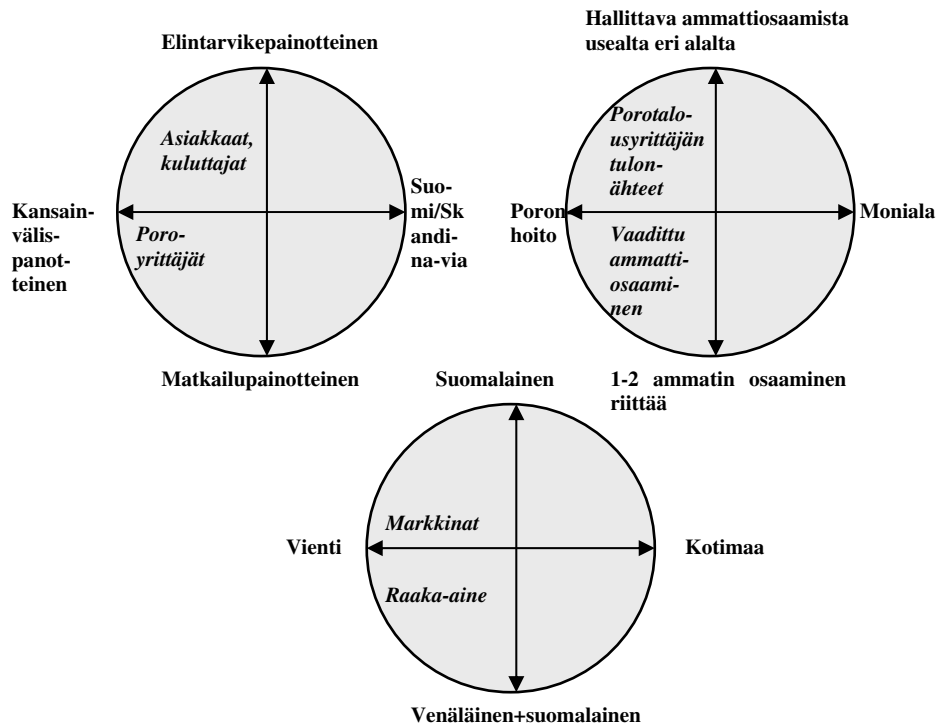 Elintarvikepainotteinen
Asiakkaat,
kuluttajat
Kansain-
välis-
panot-
teinen
Suo-
mi/Sk
andi-
na-via
Poro-
yrittäjät
Matkailupainotteinen
Hallittava ammattiosaamista
usealta eri alalta
Porotalo-
usyrittäjän
tulon-
ähteet
Poron
hoito
Moniala
Vaadittu
ammatti-
osaami-
nen
1-2 ammatin osaaminen
riittää
Suomalainen
Markkinat
Vienti
Kotimaa
Raaka-aine
Venäläinen+suomalainen